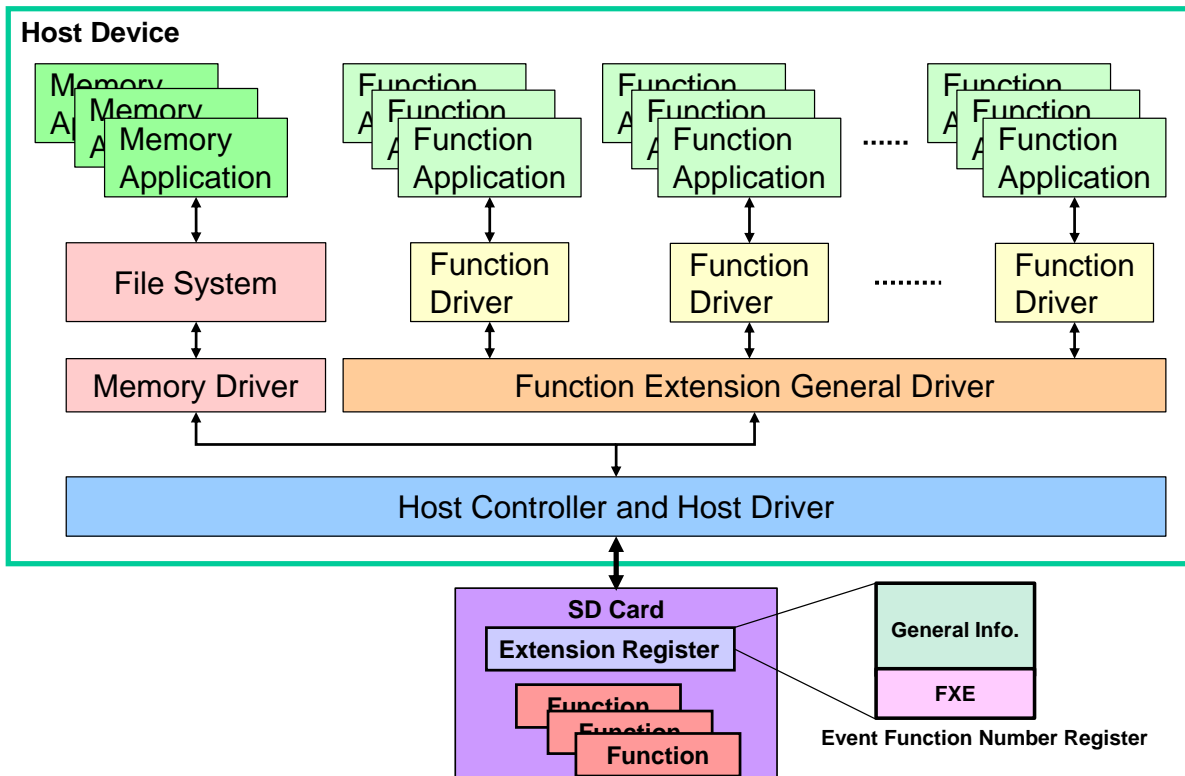 Host Device
Memory
Ap
Memory
A
Memory
Application
Function
A
Function
A
Function
Application
Function
A
Function
A
Function
Application
......
Function
A
Function
A
Function
Application
File System
Function
Driver
Function
Driver
.........
Function
Driver
Memory Driver
Function Extension General Driver
Host Controller and Host Driver
SD Card
Extension Register
Function
Function
Function
General Info.
FXE
Event Function Number Register